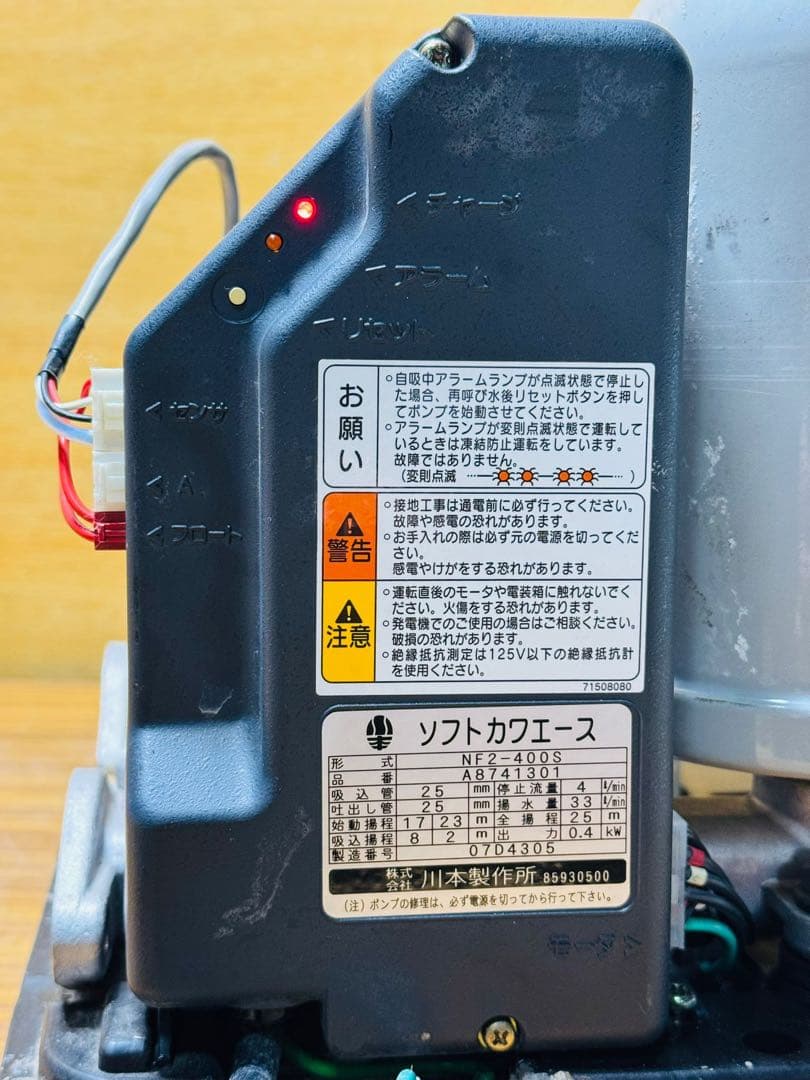 ＜チャージ
＜アラーム
＜リセット
＜センサ
＜A
＜フロート
お願い
○自吸中アラームランプが点滅状態で停止し
た場合、再呼び水後リセットボタンを押し
てポンプを始動させてください。
○アラームランプが変則点滅状態で運転して
いるときは凍結防止運転をしています。
故障ではありません。
（変則点滅 ）
警告
○接地工事は通電前に必ず行ってください。
故障や感電の恐れがあります。
○お手入れの際は必ず元の電源を切ってくだ
さい。
感電やけがをする恐れがあります。
注意
○運転直後のモータや電装箱に触れないでく
ださい。火傷をする恐れがあります。
○発電機でのご使用の場合はご相談ください。
破損の恐れがあります。
○絶縁抵抗測定は125V以下の絶縁抵抗計
を使用ください。
71508080
ソフトカワエース
形式 NF2-400S
品番 A8741301
吸込管 25 mm 停止流量 4 ℓ/min
吐出し管 25 mm 揚水量 33 ℓ/min
始動揚程 17 23 m 全揚程 25 m
吸込揚程 8 2 m 出力 0.4 kW
製造番号 07D4305
株式会社 川本製作所 85930500
（注）ポンプの修理は、必ず電源を切ってから行って下さい。